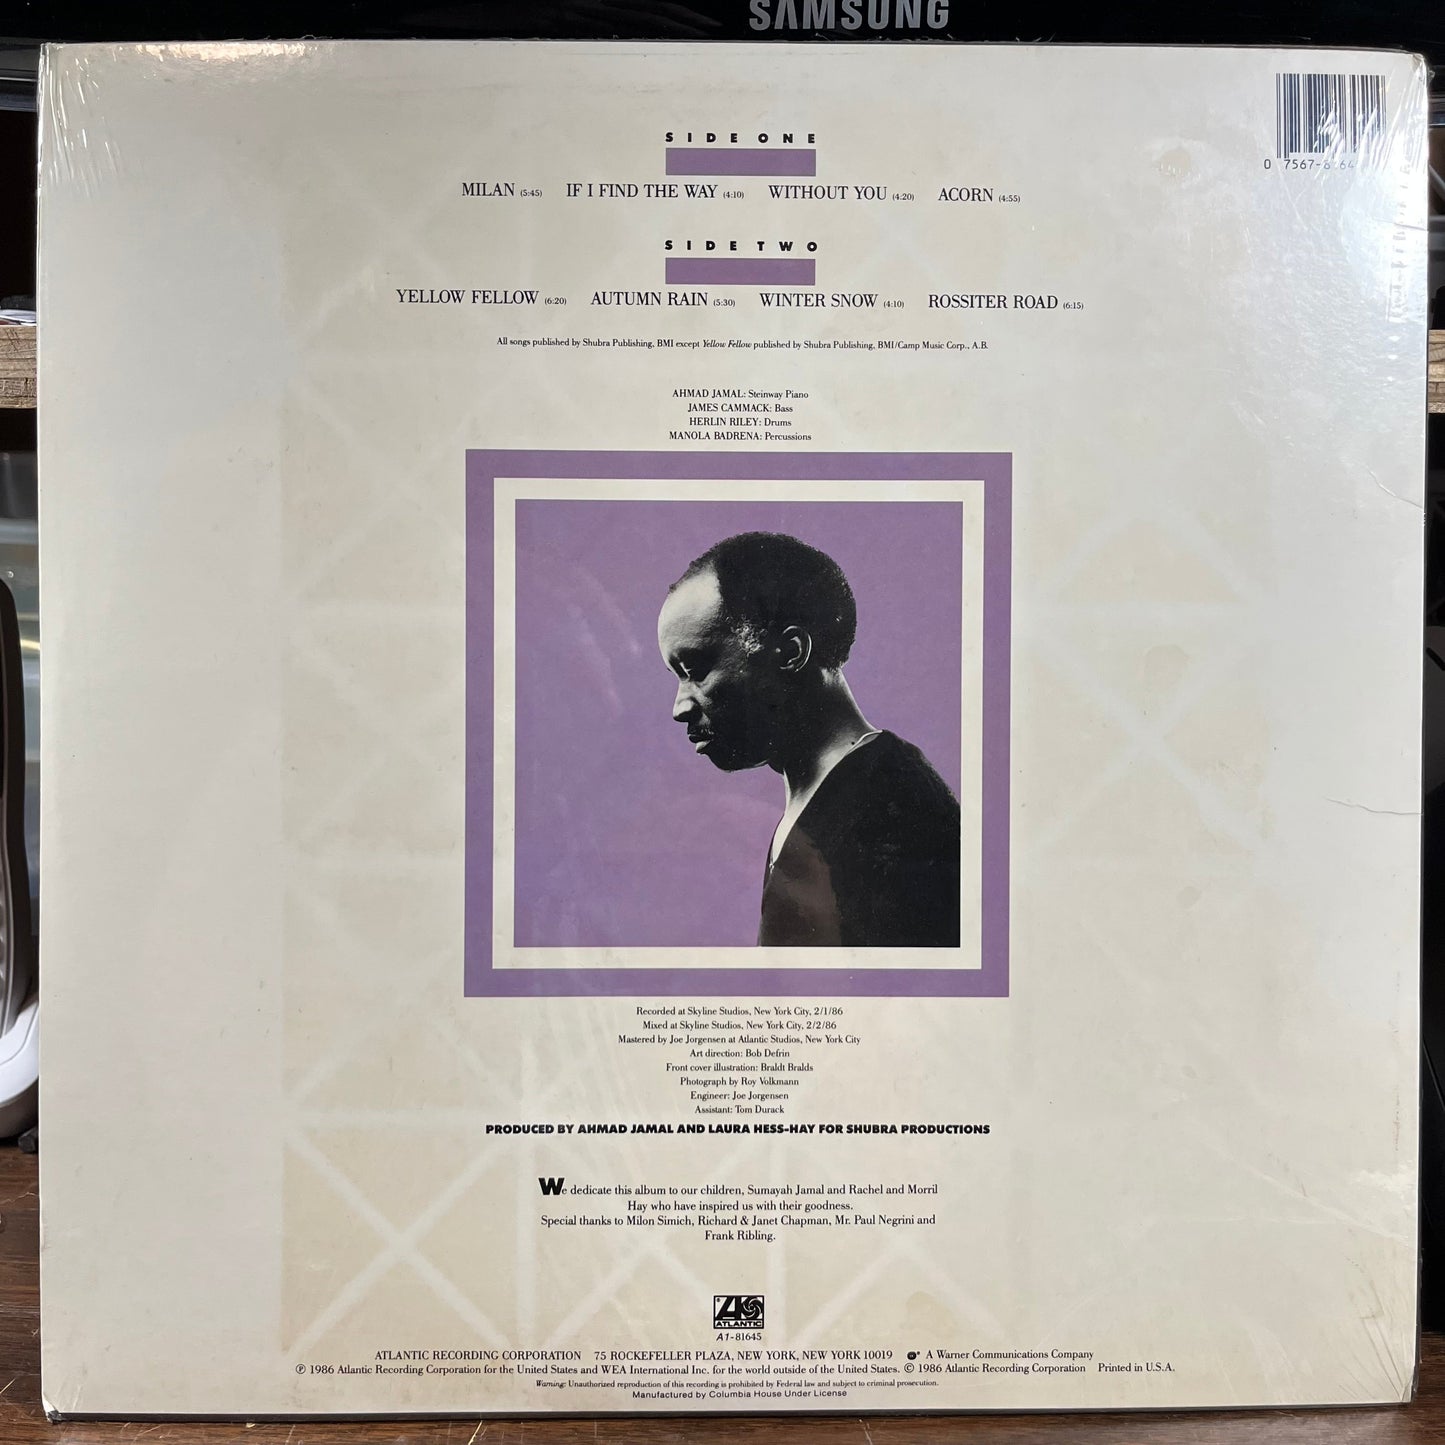 SAMSUNG
SIDE ONE
MILAN (5:45) IF I FIND THE WAY (4:10) WITHOUT YOU (4:20) ACORN (4:55)
SIDE TWO
YELLOW FELLOW (6:20) AUTUMN RAIN (5:30) WINTER SNOW (4:10) ROSSITER ROAD (6:15)
All songs published by Shubra Publishing, BMI except Yellow Fellow published by Shubra Publishing, BMI/Camp Music Corp., A.B.
AHMAD JAMAL: Steinway Piano
JAMES CAMMACK: Bass
HERLIN RILEY: Drums
MANOLA BADRENA: Percussions
Recorded at Skyline Studios, New York City, 2/1/86
Mixed at Skyline Studios, New York City, 2/2/86
Mastered by Joe Jorgensen at Atlantic Studios, New York City
Art direction: Bob Defrin
Front cover illustration: Braldt Bralds
Photograph by Roy Volkmann
Engineer: Joe Jorgensen
Assistant: Tom Durack
PRODUCED BY AHMAD JAMAL AND LAURA HESS-HAY FOR SHUBRA PRODUCTIONS
We dedicate this album to our children, Sumayah Jamal and Rachel and Morril
Hay who have inspired us with their goodness.
Special thanks to Milon Simich, Richard & Janet Chapman, Mr. Paul Negrini and
Frank Ribling.
ATLANTIC
A1-81645
ATLANTIC RECORDING CORPORATION 75 ROCKEFELLER PLAZA, NEW YORK, NEW YORK 10019 A Warner Communications Company
℗ 1986 Atlantic Recording Corporation for the United States and WEA International Inc. for the world outside of the United States. © 1986 Atlantic Recording Corporation Printed in U.S.A.
Warning: Unauthorized reproduction of this recording is prohibited by Federal law and subject to criminal prosecution.
Manufactured by Columbia House Under License